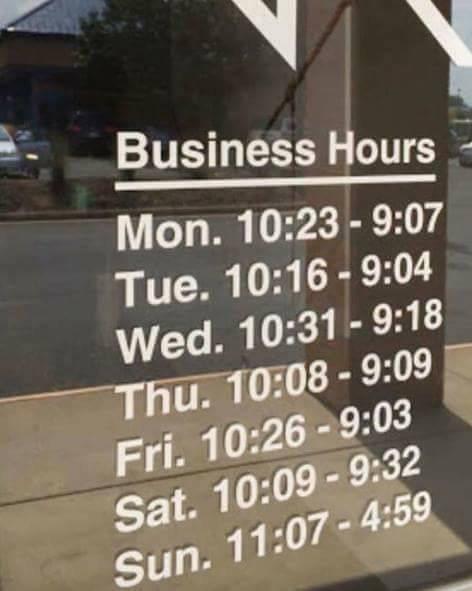 Business Hours
Mon. 10:23 - 9:07
Tue. 10:16 - 9:04
Wed. 10:31 - 9:18
Thu. 10:08 - 9:09
Fri. 10:26 - 9:03
Sat. 10:09 - 9:32
Sun. 11:07 - 4:59